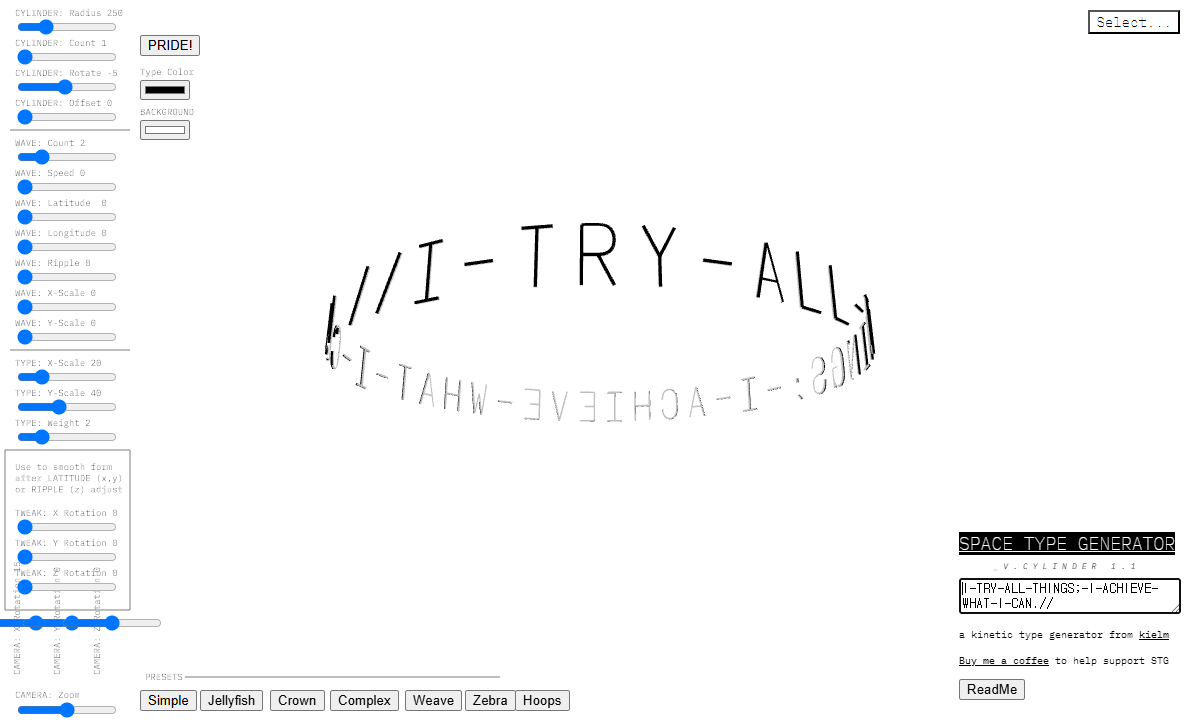 CYLINDER: Radius 250
CYLINDER: Count 1
CYLINDER: Rotate -5
CYLINDER: Offset 0
WAVE: Count 2
WAVE: Speed 0
WAVE: Latitude 0
WAVE: Longitude 0
WAVE: Ripple 0
WAVE: X-Scale 0
WAVE: Y-Scale 0
TYPE: X-Scale 20
TYPE: Y-Scale 40
TYPE: Weight 2
Use to smooth form
after LATITUDE (x,y)
or RIPPLE (z) adjust
TWEAK: X Rotation 0
TWEAK: Y Rotation 0
TWEAK: Z Rotation 0
CAMERA: X Rotation -15
CAMERA: Y Rotation 0
CAMERA: Z Rotation 0
CAMERA: Zoom
PRIDE!
Type Color
BACKGROUND
Select...
//I-TRY-ALL-
THINGS;-I-ACHIEVE-WHAT-I-C
PRESETS
Simple Jellyfish Crown Complex Weave Zebra Hoops
SPACE TYPE GENERATOR
_V.CYLINDER 1.1
I-TRY-ALL-THINGS;-I-ACHIEVE-
WHAT-I-CAN.//
a kinetic type generator from kielm
Buy me a coffee to help support STG
ReadMe